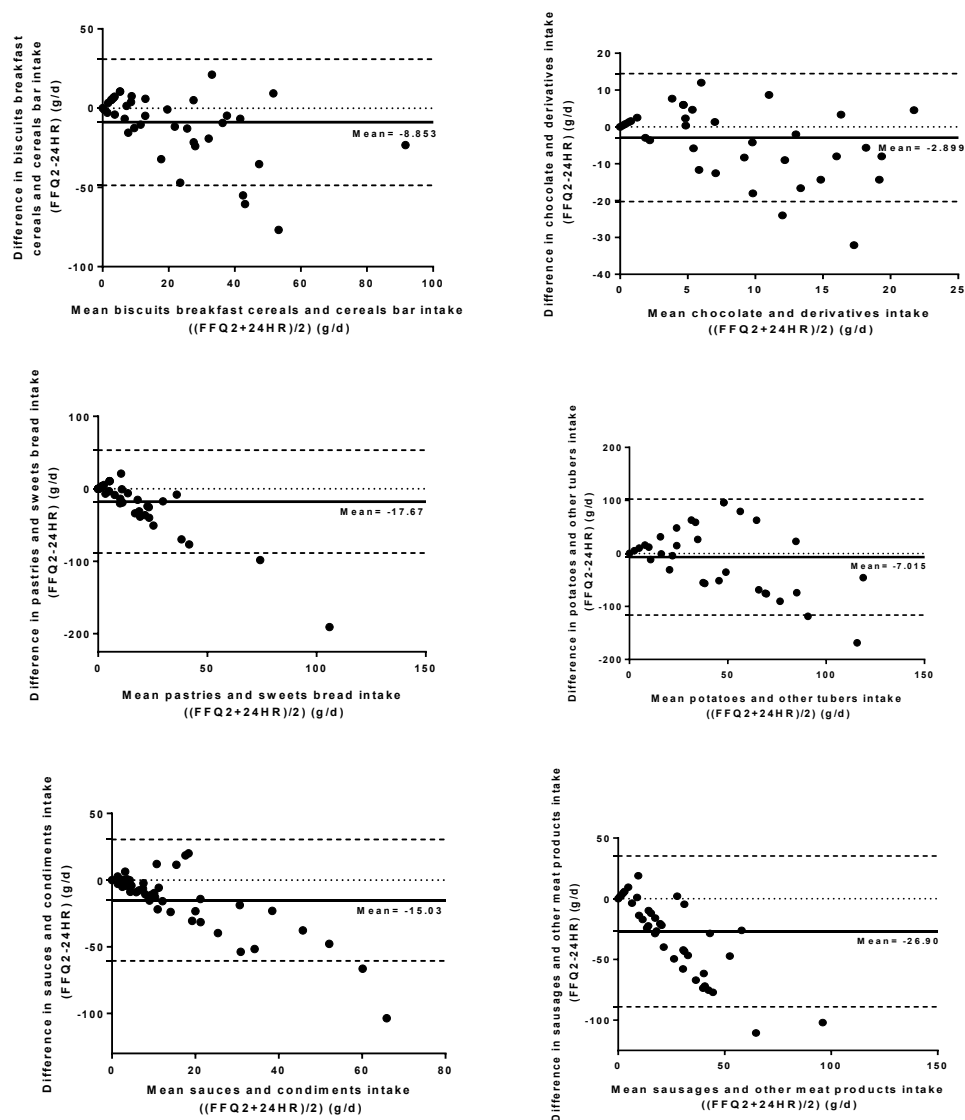 Difference in biscuits breakfast
cereals and cereals bar intake
(FFQ2-24HR) (g/d)
50
0
-50
-100
Mean= -8.853
0 20 40 60 80 100
Mean biscuits breakfast cereals and cereals bar intake
((FFQ2+24HR)/2) (g/d)
Difference in chocolate and derivatives intake
(FFQ2-24HR) (g/d)
20
10
0
-10
-20
-30
-40
Mean= -2.899
0 5 10 15 20 25
Mean chocolate and derivatives intake
((FFQ2+24HR)/2) (g/d)
Difference in pastries and sweets bread intake
(FFQ2-24HR) (g/d)
100
0
-100
-200
Mean= -17.67
0 50 100 150
Mean pastries and sweets bread intake
((FFQ2+24HR)/2) (g/d)
Difference in potatoes and other tubers intake
(FFQ2-24HR) (g/d)
200
100
0
-100
-200
Mean= -7.015
0 50 100 150
Mean potatoes and other tubers intake
((FFQ2+24HR)/2) (g/d)
Difference in sauces and condiments intake
(FFQ2-24HR) (g/d)
50
0
-50
-100
Mean= -15.03
0 20 40 60 80
Mean sauces and condiments intake
((FFQ2+24HR)/2) (g/d)
Difference in sausages and other meat products intake
(FFQ2-24HR) (g/d)
50
0
-50
-100
Mean= -26.90
0 50 100 150
Mean sausages and other meat products intake
((FFQ2+24HR)/2) (g/d)